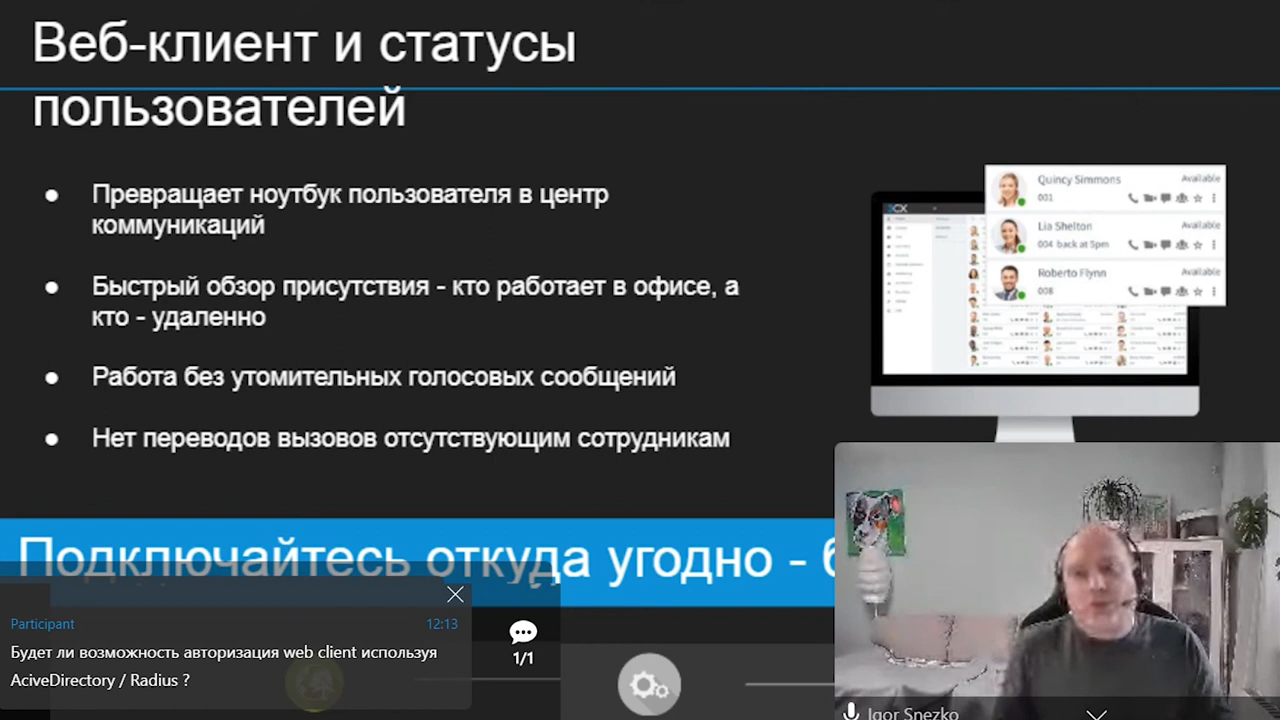 Веб-клиент и статусы
пользователей
Превращает ноутбук пользователя в центр
коммуникаций
Быстрый обзор присутствия - кто работает в офисе, а
кто - удаленно
Работа без утомительных голосовых сообщений
Нет переводов вызовов отсутствующим сотрудникам
3CX
Quincy Simmons
Available
001
Lia Shelton
Available
004 back at 5pm
Roberto Flynn
Available
008
Подключайтесь откуда угодно -
Participant
12:13
Будет ли возможность авторизация web client используя
AciveDirectory / Radius ?
1/1
Igor Snezko